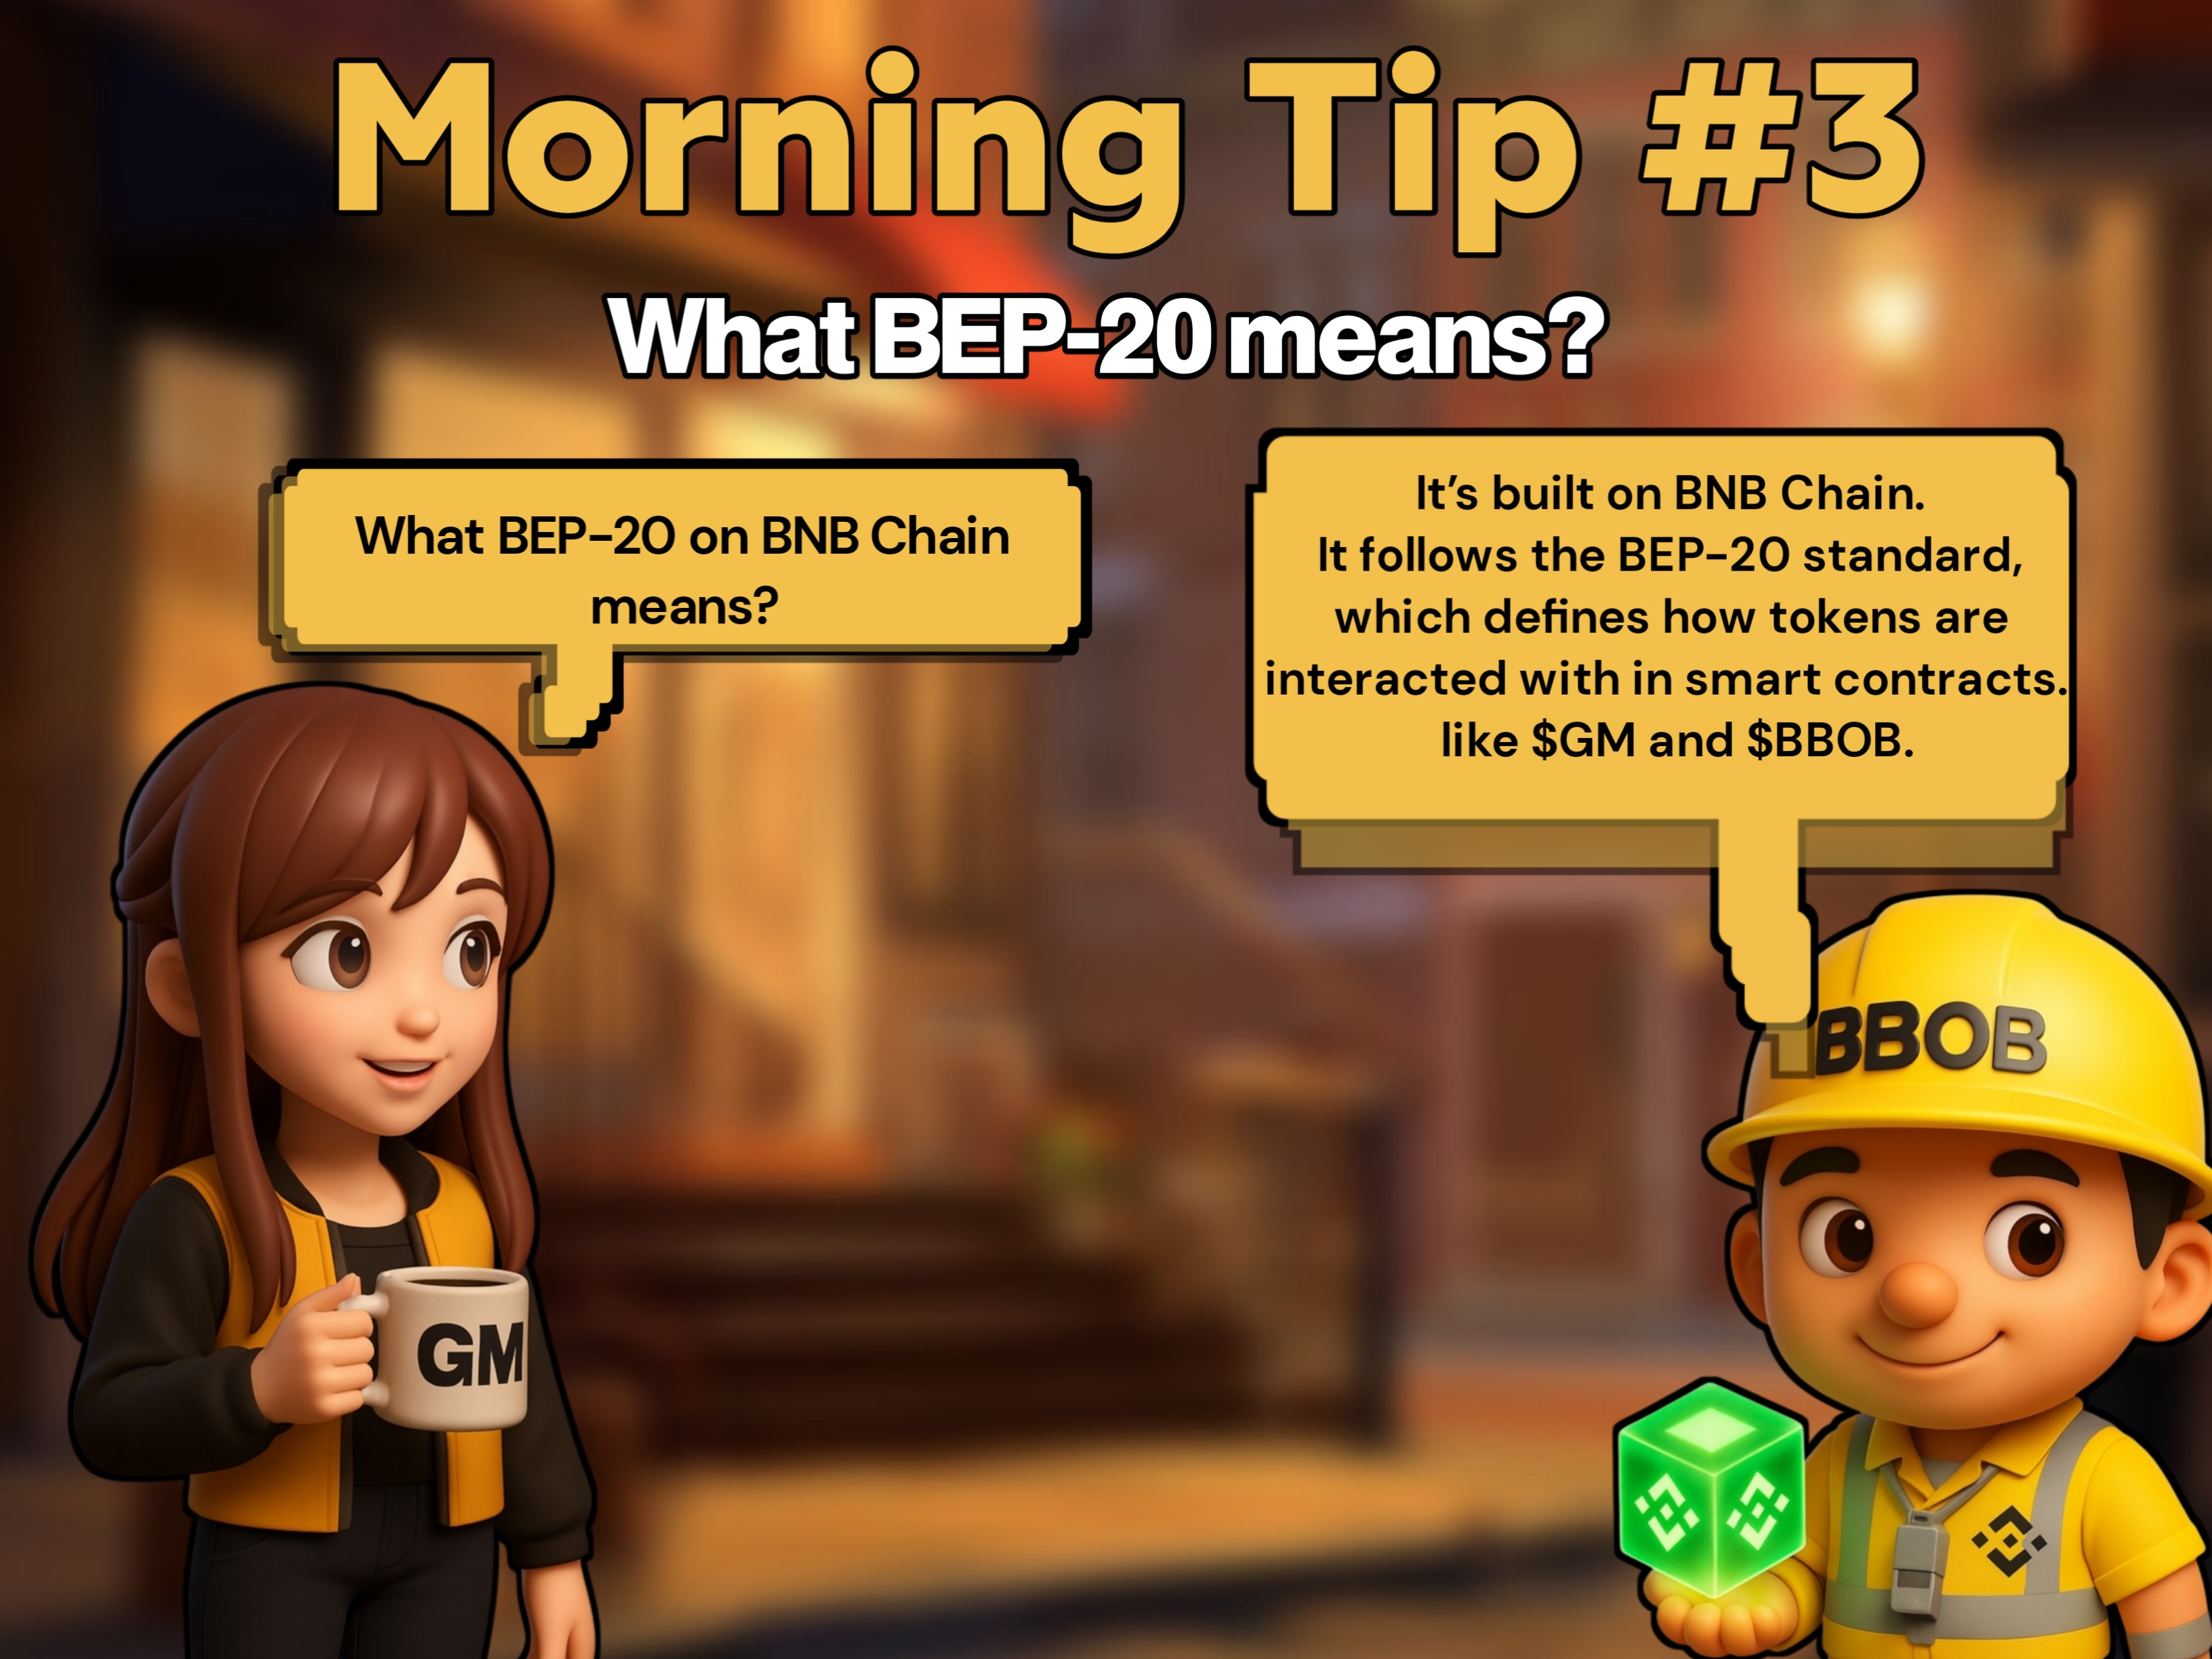 Morning Tip #3
What BEP-20 means?
What BEP-20 on BNB Chain
means?
It’s built on BNB Chain.
It follows the BEP-20 standard,
which defines how tokens are
interacted with in smart contracts.
like $GM and $BBOB.
BBOB
GM